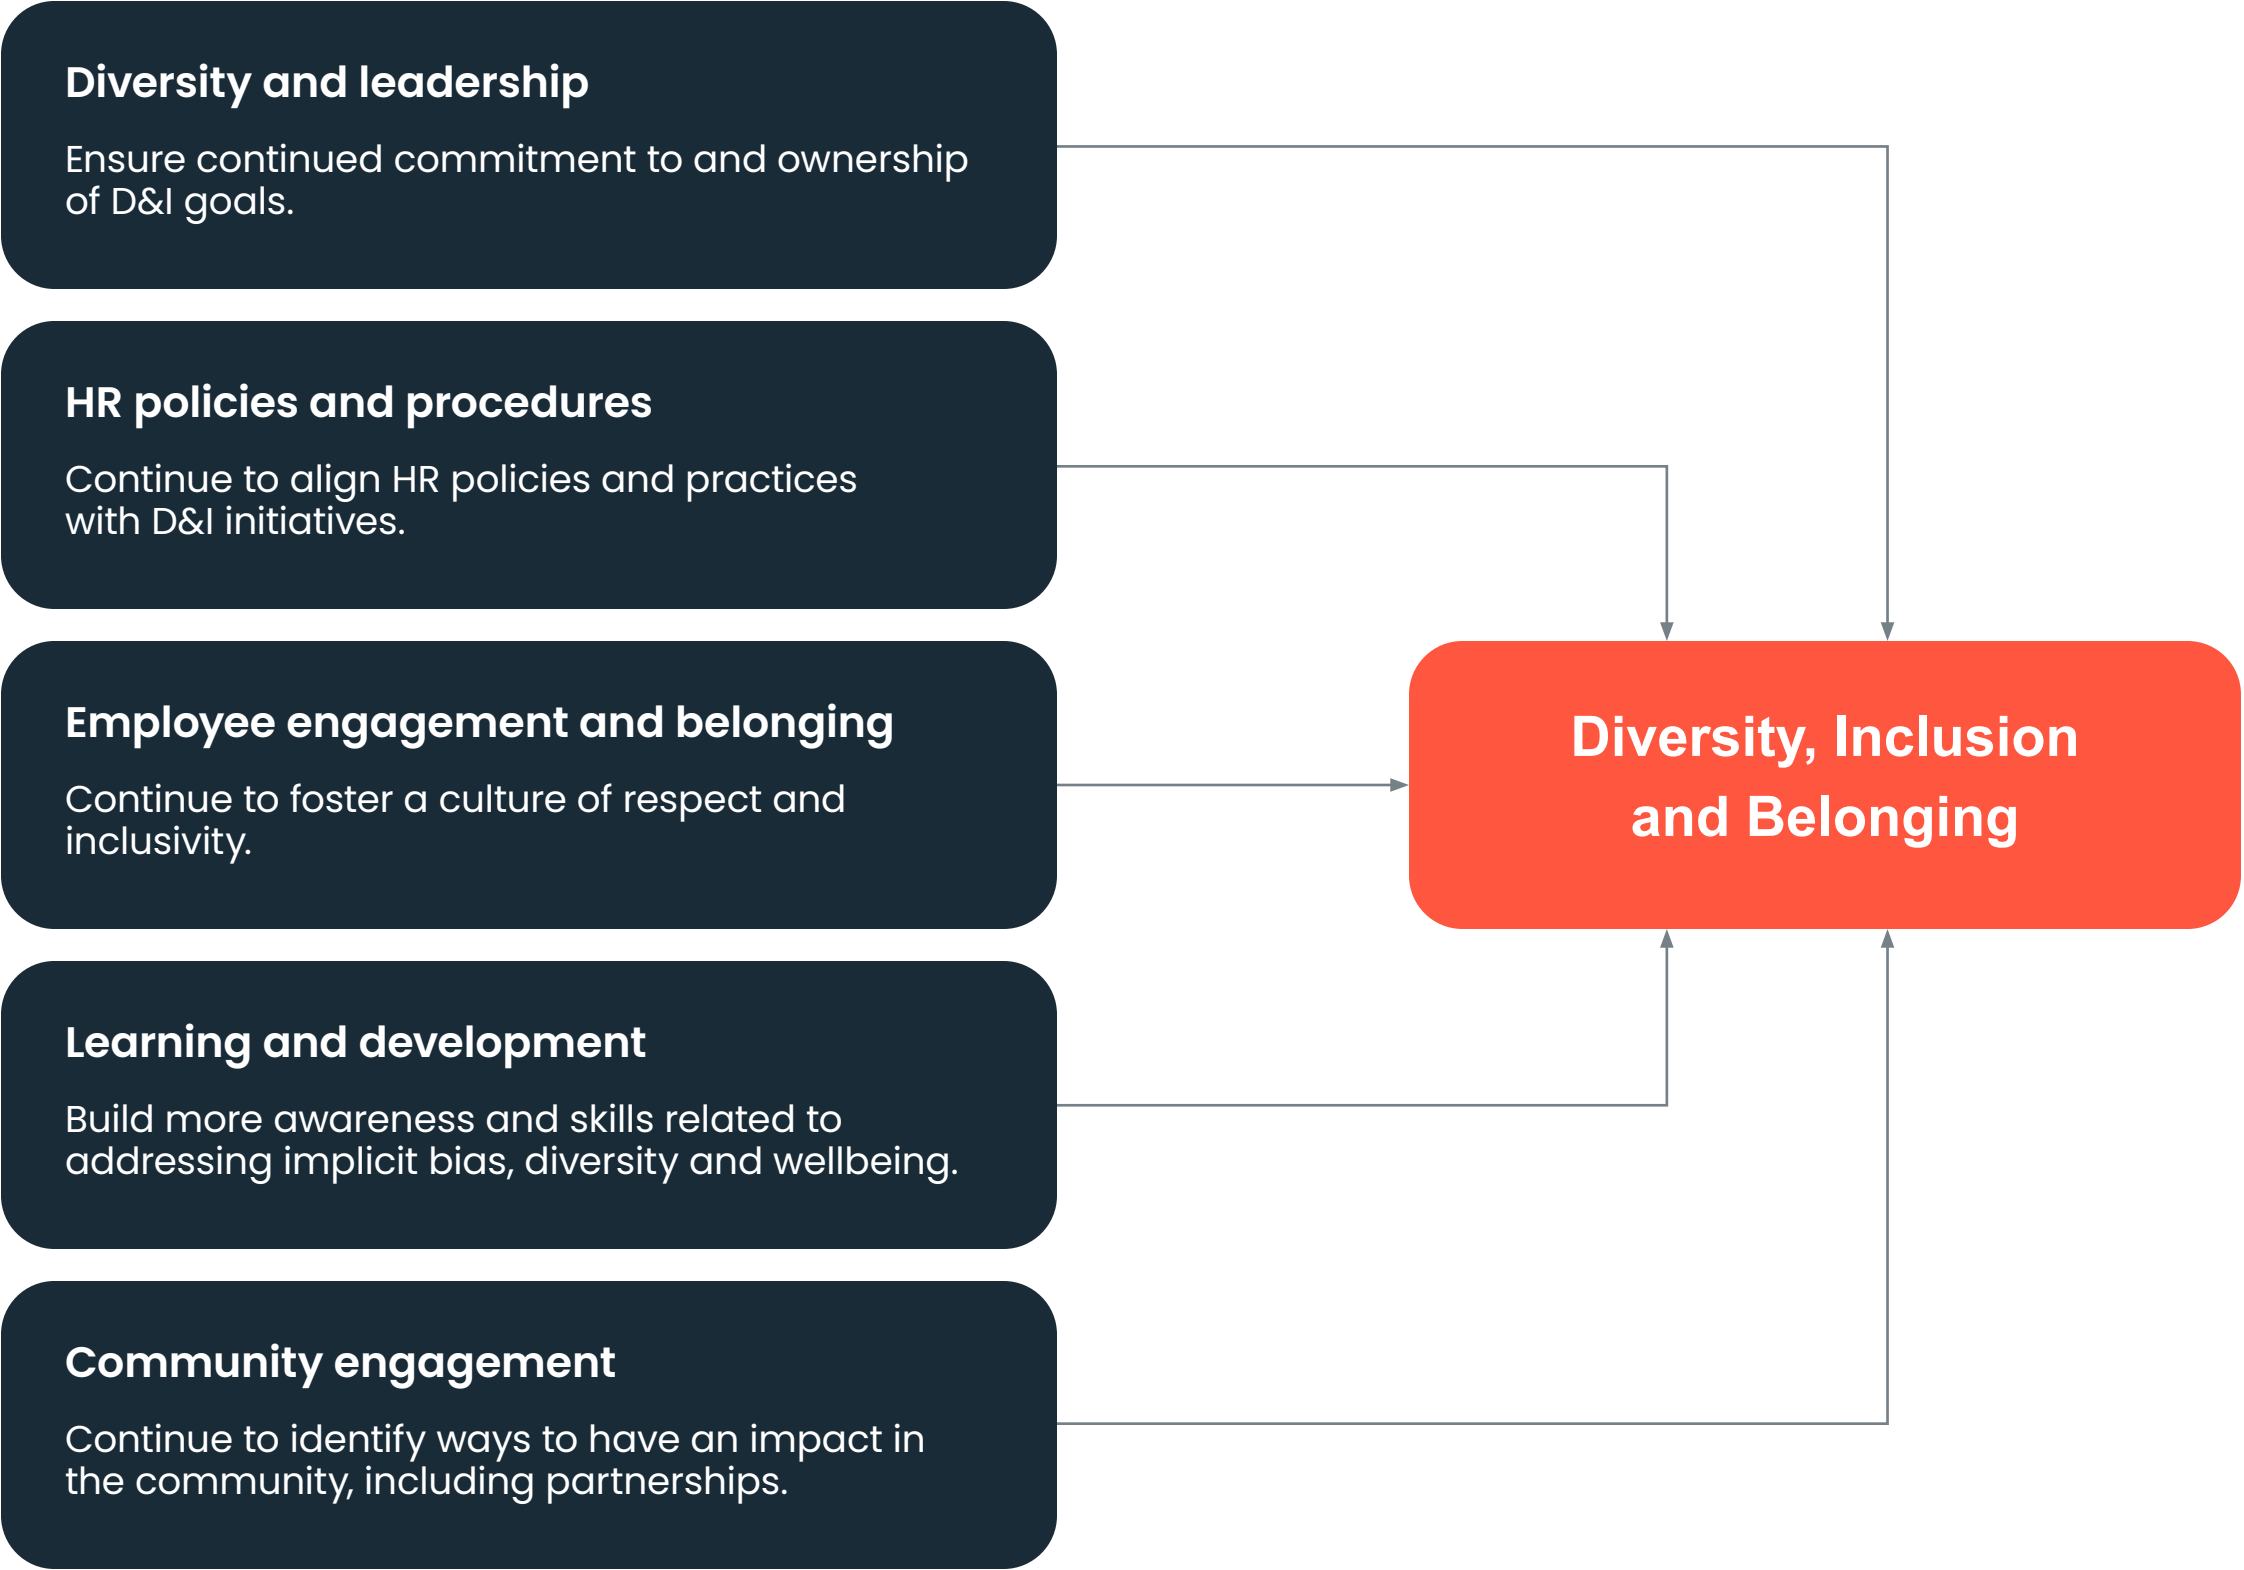 Diversity and leadership
Ensure continued commitment to and ownership
of D&I goals.
HR policies and procedures
Continue to align HR policies and practices
with D&I initiatives.
Employee engagement and belonging
Continue to foster a culture of respect and
inclusivity.
Learning and development
Build more awareness and skills related to
addressing implicit bias, diversity and wellbeing.
Community engagement
Continue to identify ways to have an impact in
the community, including partnerships.
Diversity, Inclusion
and Belonging